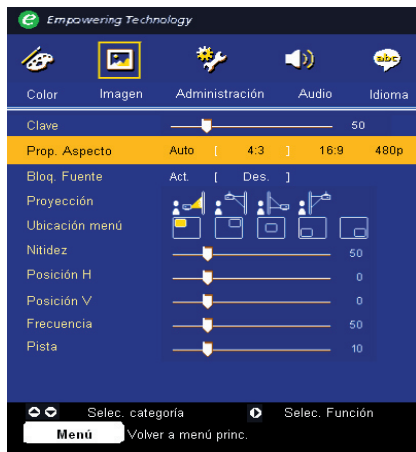 e Empowering Technology
abc
Color Imagen Administración Audio Idioma
Clave 50
Prop. Aspecto Auto [ 4:3 ] 16:9 480p
Bloq. Fuente Act. [ Des. ]
Proyección
Ubicación menú
Nitidez 50
Posición H 0
Posición V 0
Frecuencia 50
Pista 10
Selec. categoría Selec. Función
Menú Volver a menú princ.